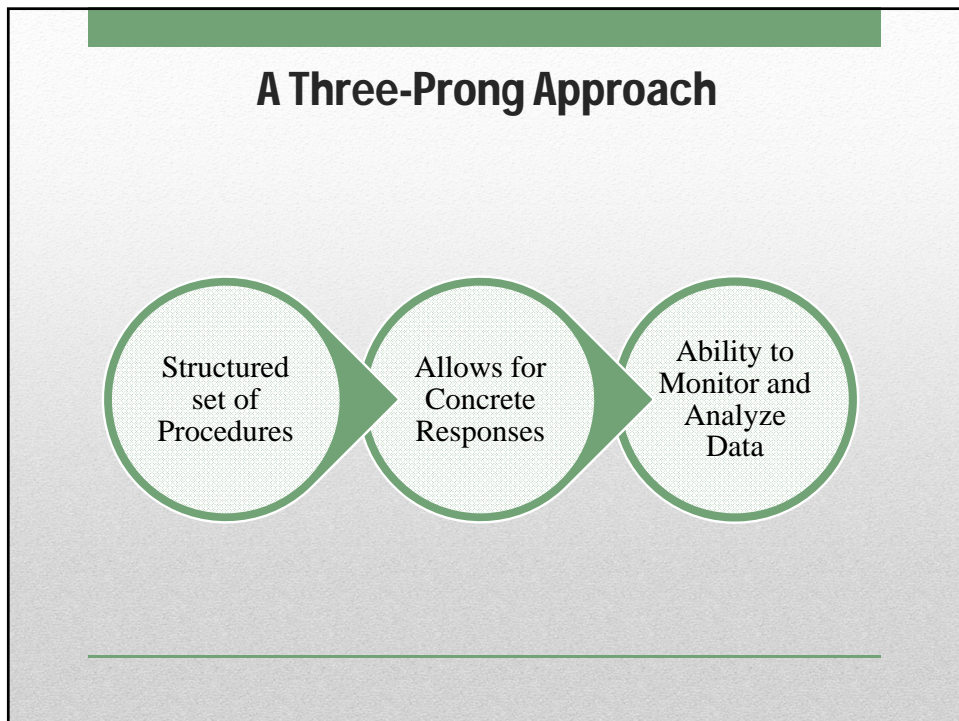 A Three-Prong Approach
Structured
set of
Procedures
Allows for
Concrete
Responses
Ability to
Monitor and
Analyze
Data